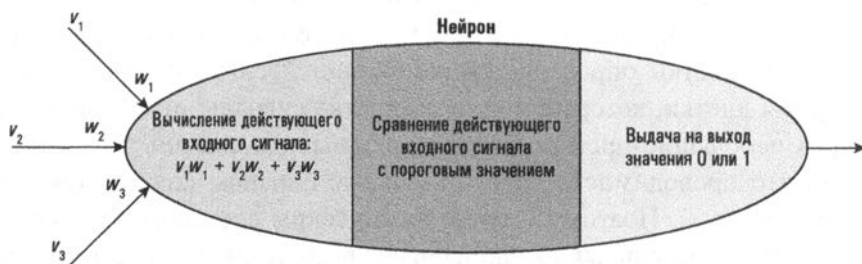 Нейрон
V1
W1
V2
W2
W3
V3
Вычисление действующего
входного сигнала:
V1W1 + V2W2 + V3W3
Сравнение действующего
входного сигнала
с пороговым значением
Выдача на выход
значения 0 или 1